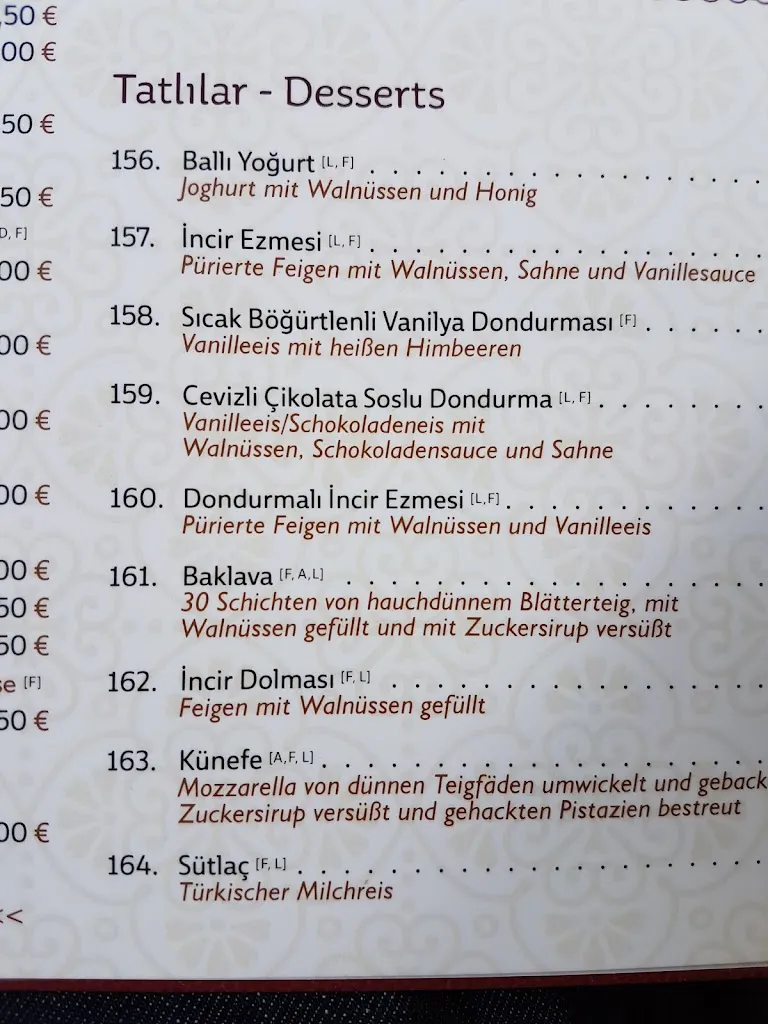 ,50 €
00 €
50 €
50 €
D, F]
00 €
00 €
00 €
00 €
00 €
50 €
50 €
se [F]
50 €
00 €
<<
Tatlılar - Desserts
156. Ballı Yoğurt [L, F] . . . . . . . . . . . . . .
Joghurt mit Walnüssen und Honig
157. İncir Ezmesi [L, F] . . . . . . . . . . . . . .
Pürierte Feigen mit Walnüssen, Sahne und Vanillesauce
158. Sıcak Böğürtlenli Vanilya Dondurması [F] . . . . .
Vanilleeis mit heißen Himbeeren
159. Cevizli Çikolata Soslu Dondurma [L, F] . . . . . . .
Vanilleeis/Schokoladeneis mit
Walnüssen, Schokoladensauce und Sahne
160. Dondurmalı İncir Ezmesi [L,F] . . . . . . . . . .
Pürierte Feigen mit Walnüssen und Vanilleeis
161. Baklava [F, A,L] . . . . . . . . . . . . . . . .
30 Schichten von hauchdünnem Blätterteig, mit
Walnüssen gefüllt und mit Zuckersirup versüßt
162. İncir Dolması [F, L] . . . . . . . . . . . . . .
Feigen mit Walnüssen gefüllt
163. Künefe [A,F, L] . . . . . . . . . . . . . . . .
Mozzarella von dünnen Teigfäden umwickelt und geback
Zuckersirup versüßt und gehackten Pistazien bestreut
164. Sütlaç [F, L] . . . . . . . . . . . . . . . . .
Türkischer Milchreis